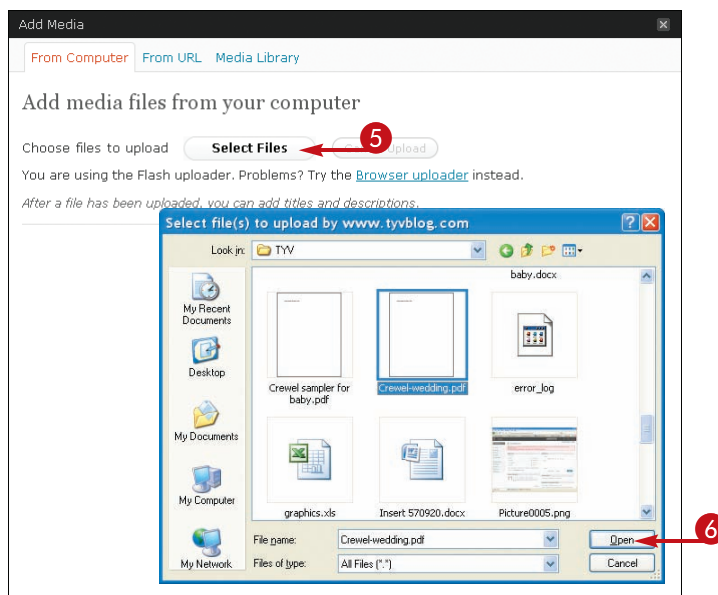 Add Media
From Computer From URL Media Library
Add media files from your computer
Choose files to upload Select Files 5 Upload
You are using the Flash uploader. Problems? Try the Browser uploader instead.
After a file has been uploaded, you can add titles and descriptions.
Select file(s) to upload by www.tyvblog.com
Look in: TYV
baby.docx
My Recent Documents
Desktop
My Documents
My Computer
My Network
Crewel sampler for baby.pdf
Crewel-wedding.pdf
error_log
graphics.xls
Insert 570920.docx
Picture0005.png
File name: Crewel-wedding.pdf Open 6
Files of type: All Files (*.*) Cancel